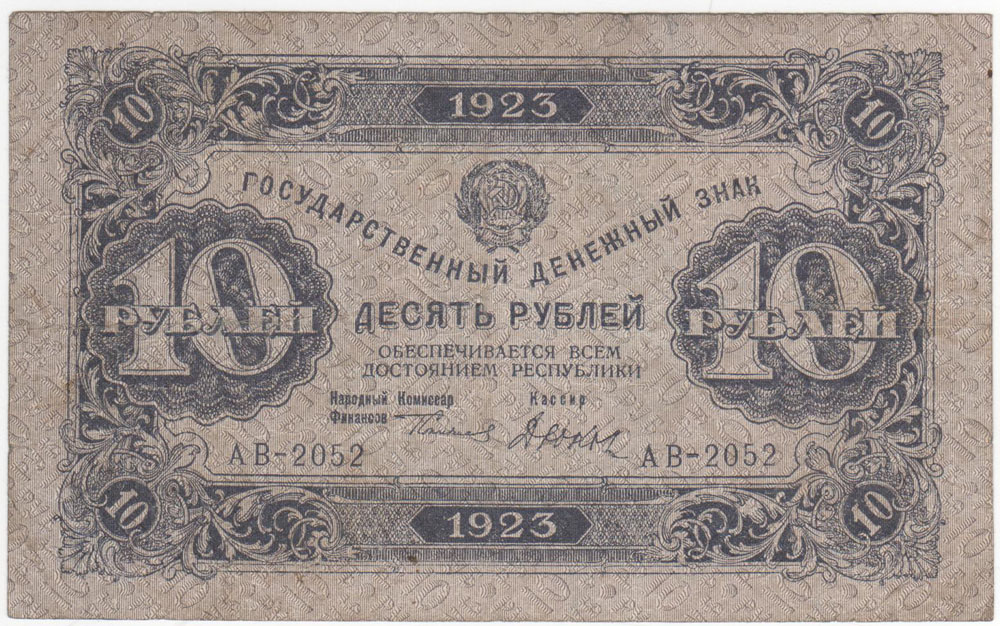 1923
10
10
ГОСУДАРСТВЕННЫЙ ДЕНЕЖНЫЙ ЗНАК
10
РУБЛЕЙ
ДЕСЯТЬ РУБЛЕЙ
10
РУБЛЕЙ
ОБЕСПЕЧИВАЕТСЯ ВСЕМ
ДОСТОЯНИЕМ РЕСПУБЛИКИ
Народный Комиссар
Финансов
Кассир
АВ-2052
АВ-2052
10
1923
10